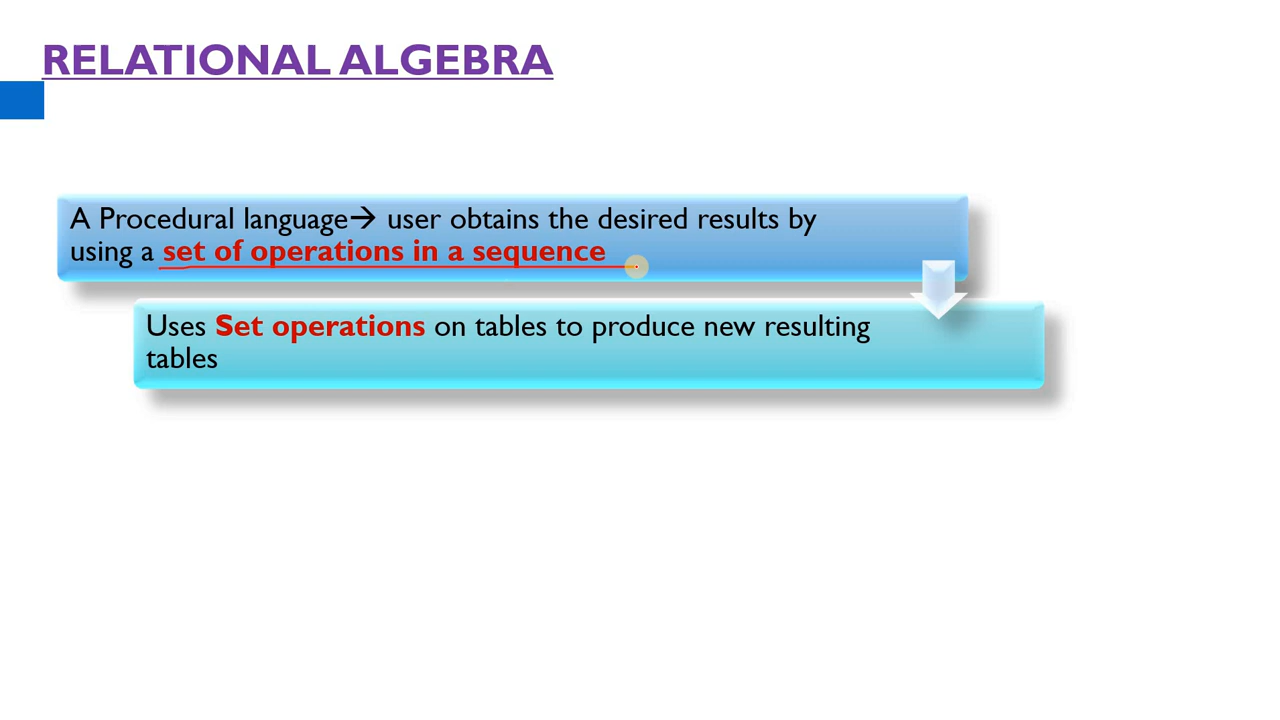 RELATIONAL ALGEBRA
A Procedural language→ user obtains the desired results by
using a set of operations in a sequence
Uses Set operations on tables to produce new resulting
tables